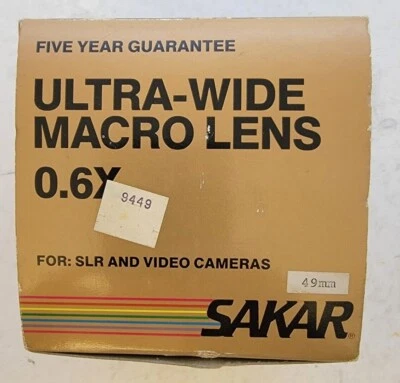 FIVE YEAR GUARANTEE
ULTRA-WIDE
MACRO LENS
0.6X
9449
FOR: SLR AND VIDEO CAMERAS
49mm
SAKAR®